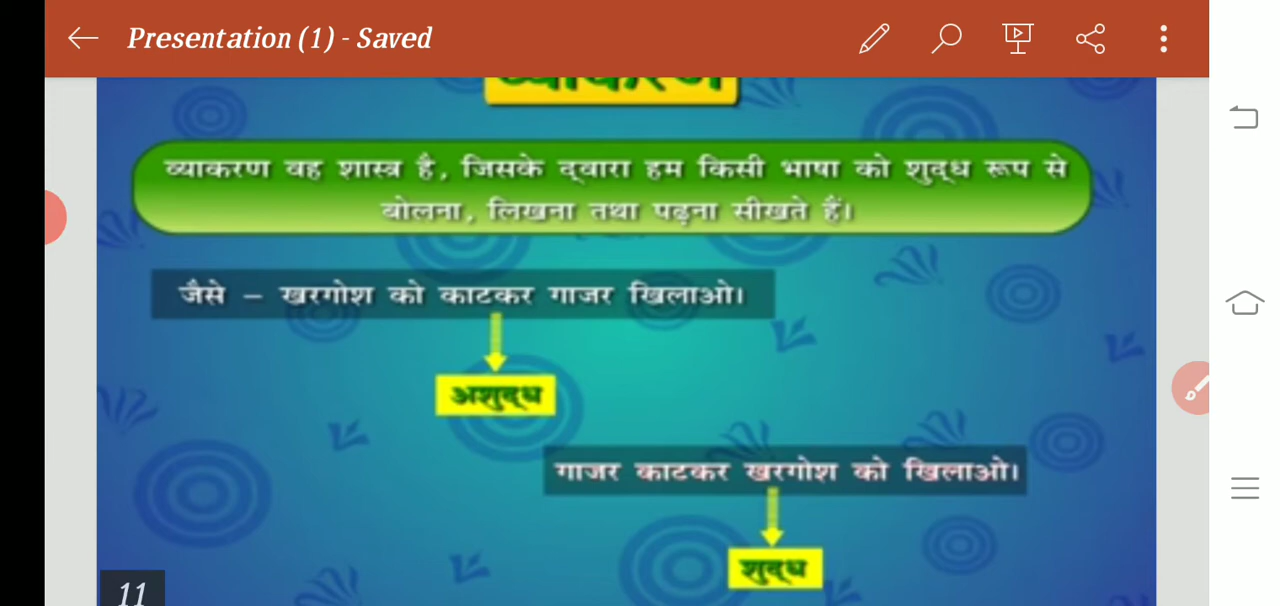 Presentation (1) - Saved
व्याकरण
व्याकरण वह शास्त्र है, जिसके द्वारा हम किसी भाषा को शुद्ध रूप से
बोलना, लिखना तथा पढ़ना सीखते हैं।
जैसे – खरगोश को काटकर गाजर खिलाओ।
अशुद्ध
गाजर काटकर खरगोश को खिलाओ।
शुद्ध
11